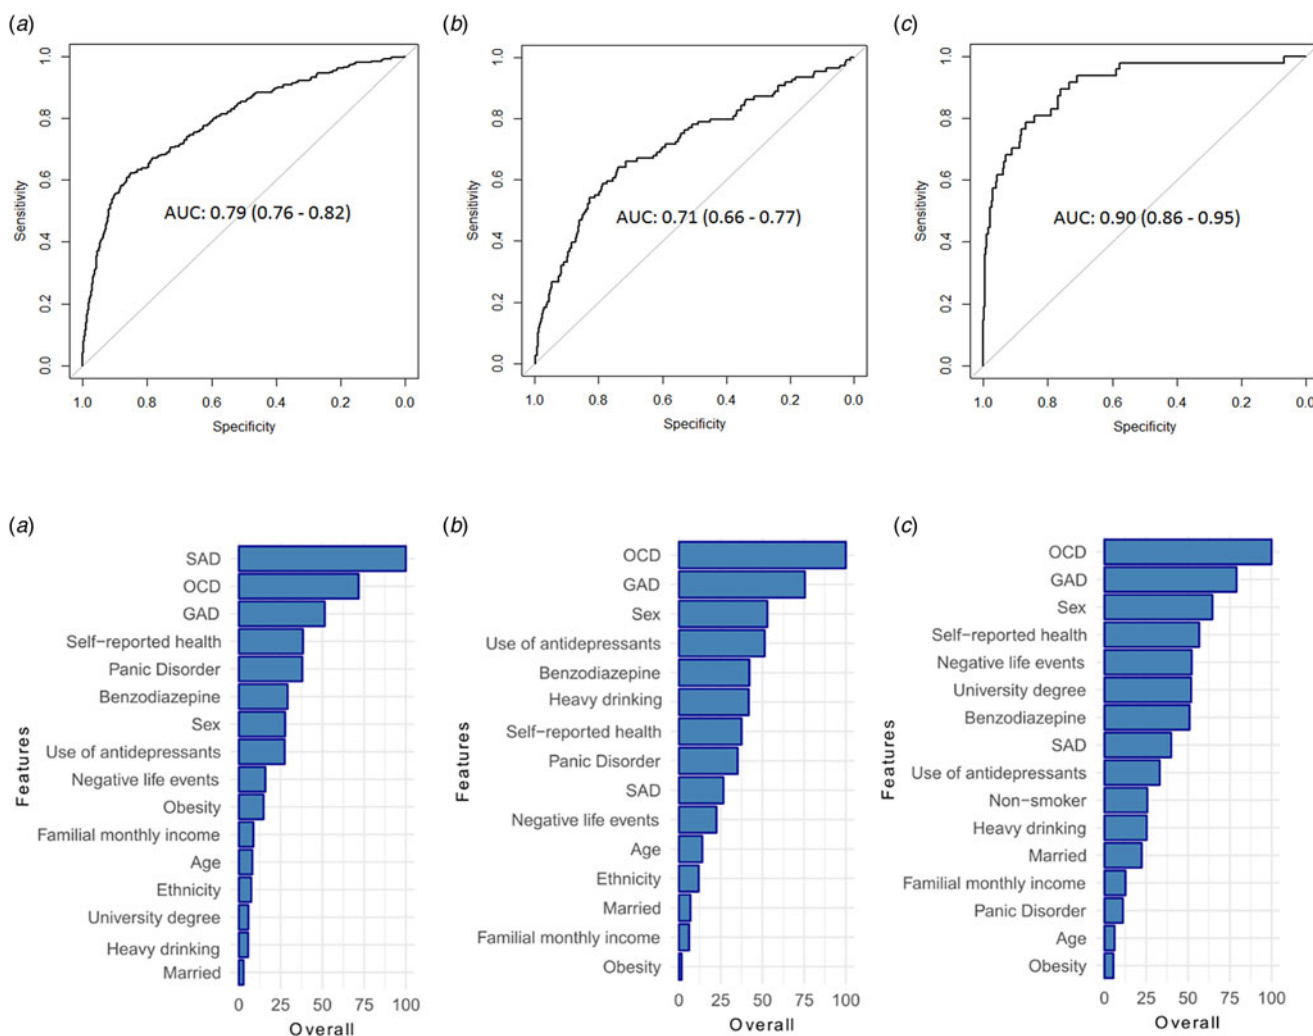 (a)
1.0
0.8
0.6
0.4
0.2
0.0
Sensitivity
AUC: 0.79 (0.76 - 0.82)
1.0 0.8 0.6 0.4 0.2 0.0
Specificity
(b)
1.0
0.8
0.6
0.4
0.2
0.0
Sensitivity
AUC: 0.71 (0.66 - 0.77)
1.0 0.8 0.6 0.4 0.2 0.0
Specificity
(c)
1.0
0.8
0.6
0.4
0.2
0.0
Sensitivity
AUC: 0.90 (0.86 - 0.95)
1.0 0.8 0.6 0.4 0.2 0.0
Specificity
(a)
Features
SAD
OCD
GAD
Self-reported health
Panic Disorder
Benzodiazepine
Sex
Use of antidepressants
Negative life events
Obesity
Familial monthly income
Age
Ethnicity
University degree
Heavy drinking
Married
0 25 50 75 100
Overall
(b)
Features
OCD
GAD
Sex
Use of antidepressants
Benzodiazepine
Heavy drinking
Self-reported health
Panic Disorder
SAD
Negative life events
Age
Ethnicity
Married
Familial monthly income
Obesity
0 25 50 75 100
Overall
(c)
Features
OCD
GAD
Sex
Self-reported health
Negative life events
University degree
Benzodiazepine
SAD
Use of antidepressants
Non-smoker
Heavy drinking
Married
Familial monthly income
Panic Disorder
Age
Obesity
0 25 50 75 100
Overall